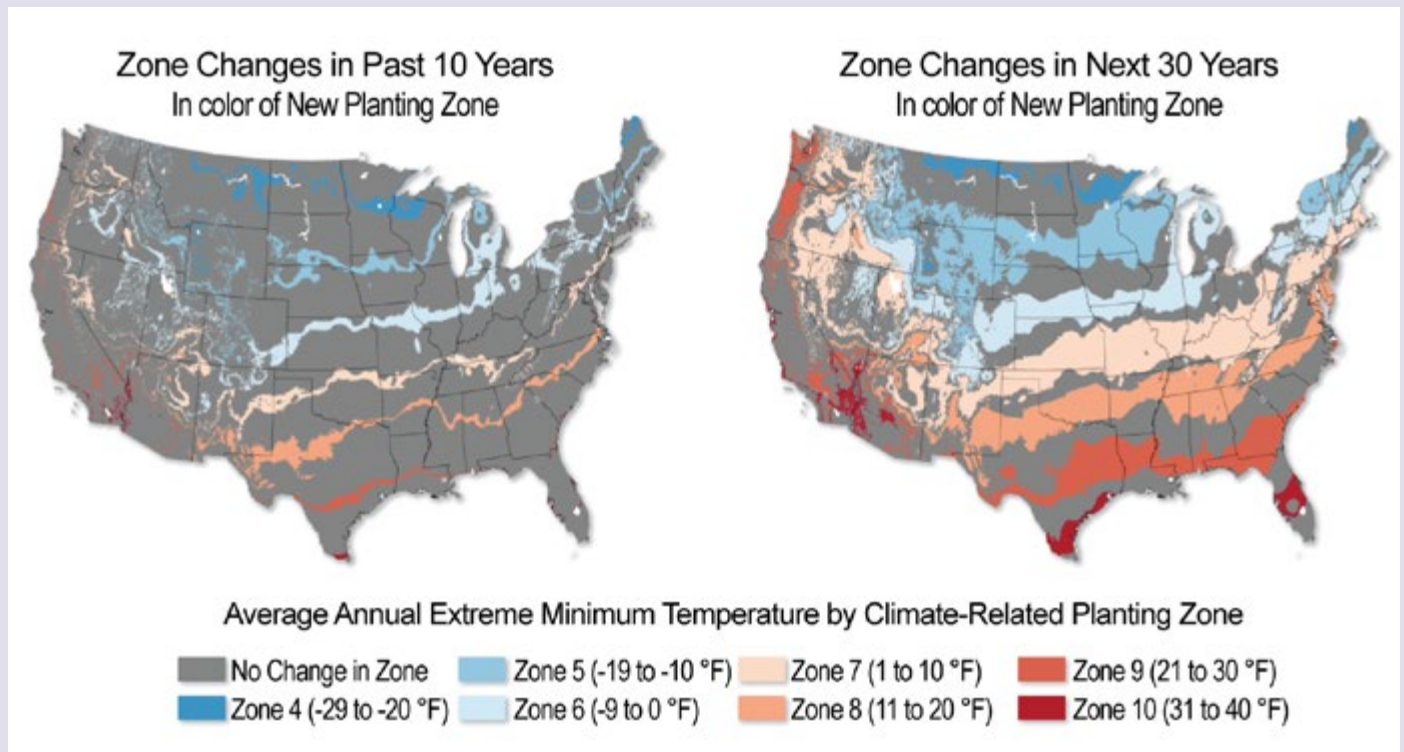 Zone Changes in Past 10 Years
In color of New Planting Zone
Zone Changes in Next 30 Years
In color of New Planting Zone
Average Annual Extreme Minimum Temperature by Climate-Related Planting Zone
No Change in Zone
Zone 5 (-19 to -10 °F)
Zone 7 (1 to 10 °F)
Zone 9 (21 to 30 °F)
Zone 4 (-29 to -20 °F)
Zone 6 (-9 to 0 °F)
Zone 8 (11 to 20 °F)
Zone 10 (31 to 40 °F)